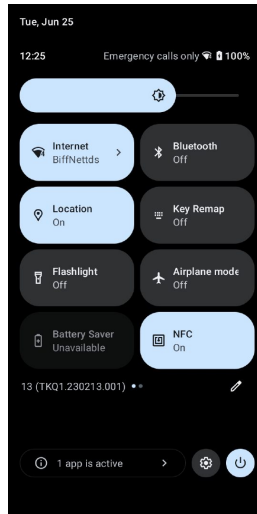 Tue, Jun 25
12:25 Emergency calls only 100%
Internet
BiffNettds
Bluetooth
Off
Location
On
Key Remap
Off
Flashlight
Off
Airplane mode
Off
Battery Saver
Unavailable
NFC
On
13 (TKQ1.230213.001)
1 app is active